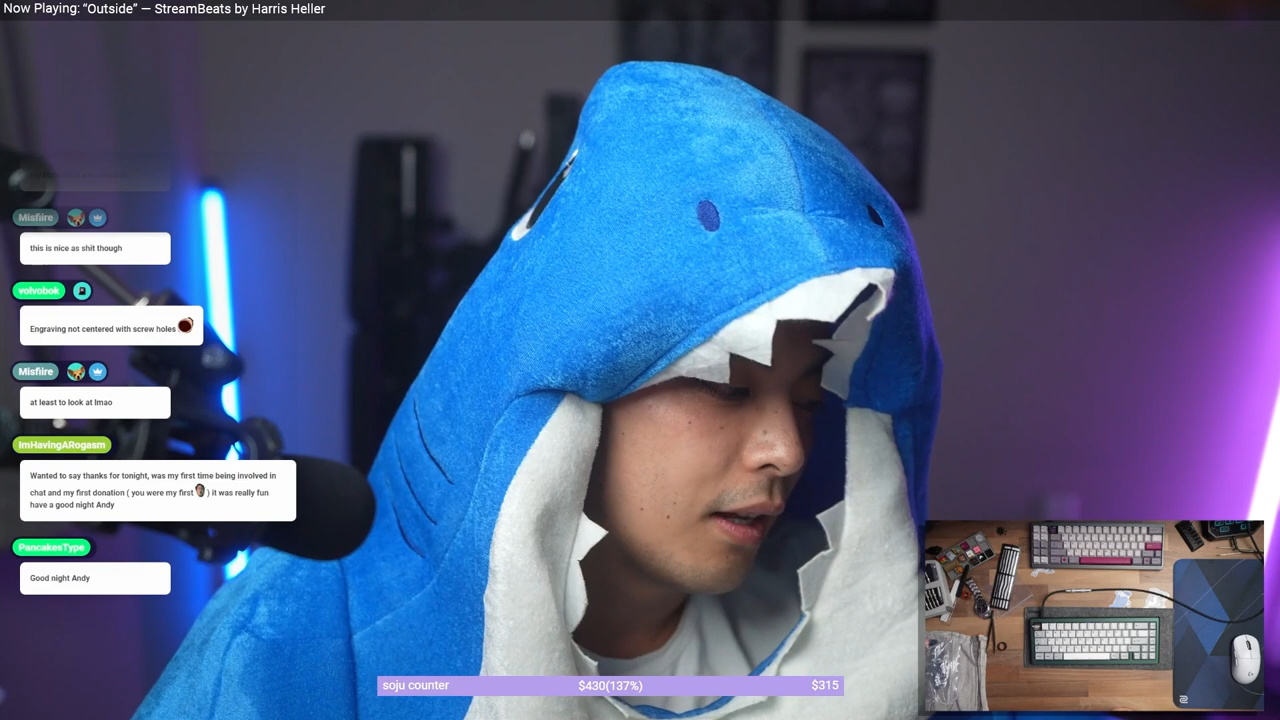 Now Playing: “Outside” — StreamBeats by Harris Heller
Misfiire
this is nice as shit though
volvobok
Engraving not centered with screw holes
Misfiire
at least to look at lmao
ImHavingARogasm
Wanted to say thanks for tonight, was my first time being involved in
chat and my first donation ( you were my first ) it was really fun
have a good night Andy
PancakesType
Good night Andy
soju counter $430(137%) $315